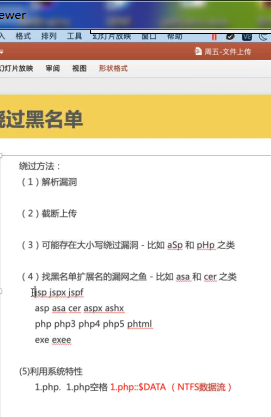 ewer
入 格式 排列 工具 幻灯片放映 窗口 帮助
周五-文件上传
幻灯片放映 审阅 视图 形状格式
绕过黑名单
绕过方法：
（1）解析漏洞
（2）截断上传
（3）可能存在大小写绕过漏洞 - 比如 aSp 和 pHp 之类
（4）找黑名单扩展名的漏网之鱼 - 比如 asa 和 cer 之类
jsp jspx jspf
asp asa cer aspx ashx
php php3 php4 php5 phtml
exe exee
(5)利用系统特性
1.php. 1.php空格 1.php::$DATA （ NTFS数据流）